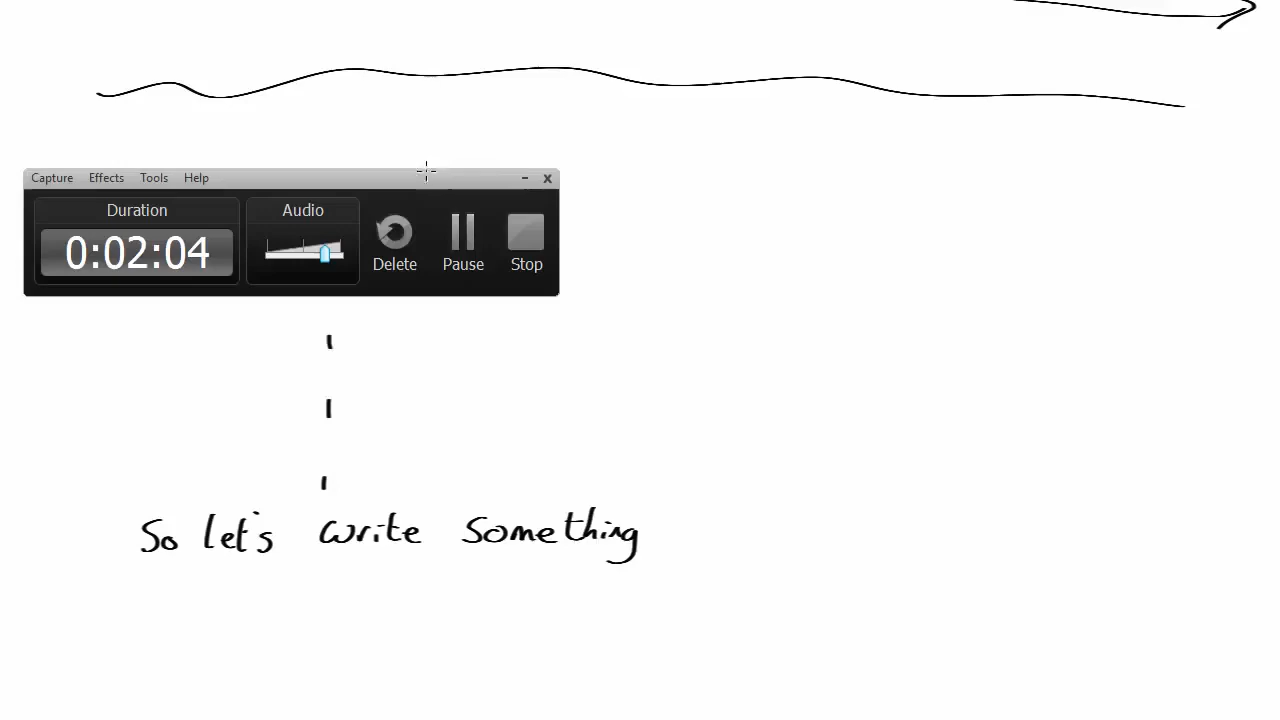 Capture Effects Tools Help
Duration Audio
0:02:04 Delete Pause Stop
So let's write something